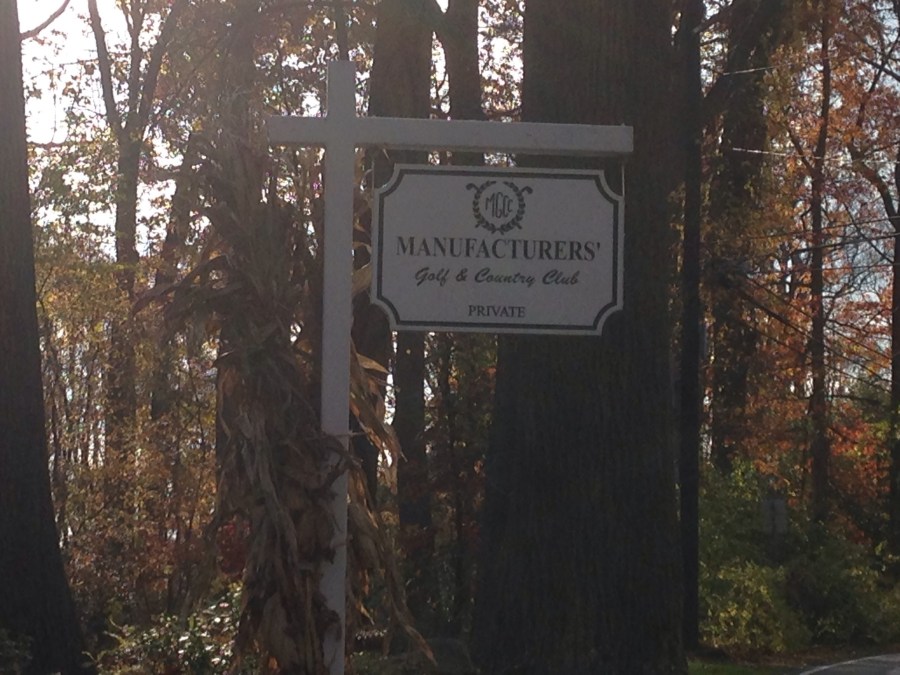 MGCC
MANUFACTURERS'
Golf & Country Club
PRIVATE